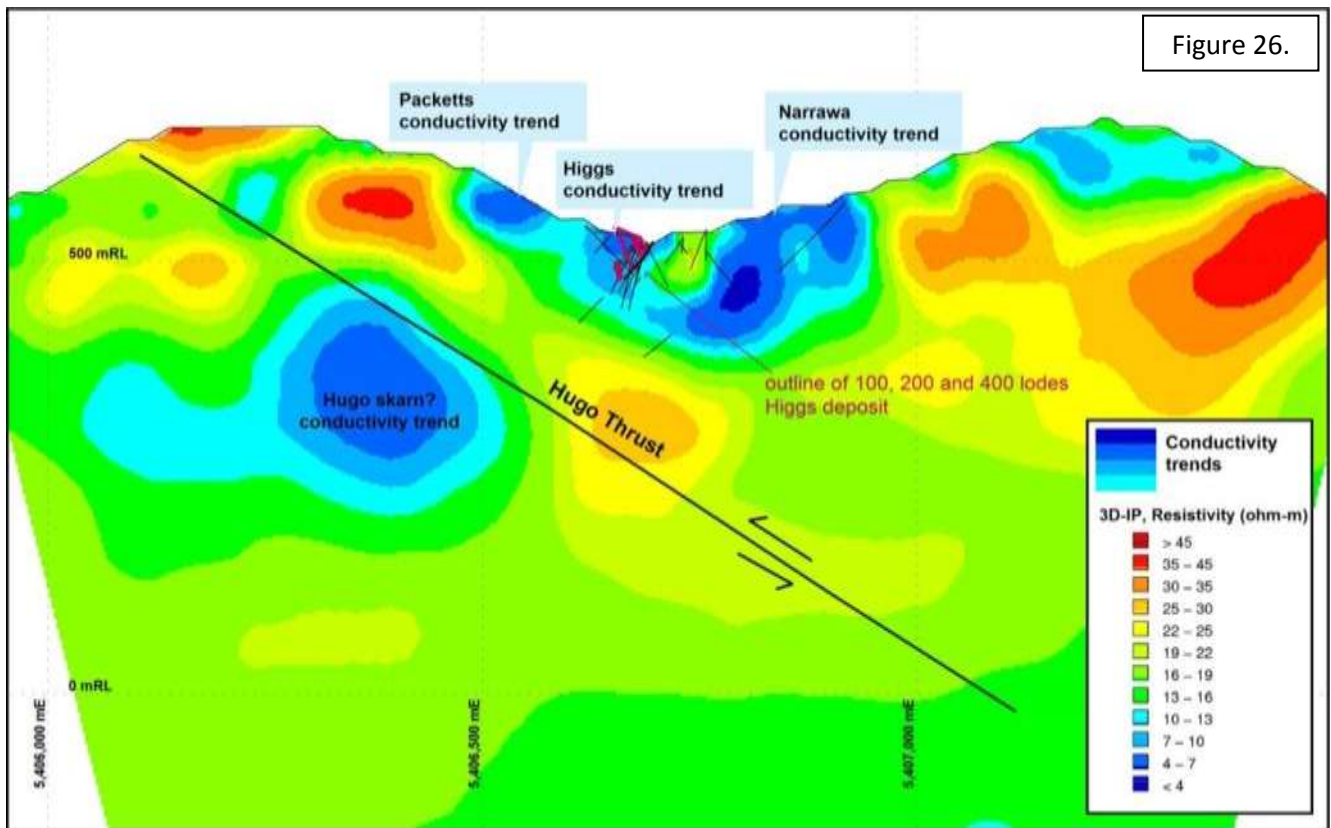 Figure 26.
Packetts
conductivity trend
Higgs
conductivity trend
Narrawa
conductivity trend
500 mRL
Hugo skarn?
conductivity trend
Hugo Thrust
outline of 100, 200 and 400 lodes
Higgs deposit
0 mRL
5,406,000 mE
5,406,500 mE
5,407,000 mE
Conductivity
trends
3D-IP, Resistivity (ohm-m)
> 45
35 – 45
30 – 35
25 – 30
22 – 25
19 – 22
16 – 19
13 – 16
10 – 13
7 – 10
4 – 7
< 4